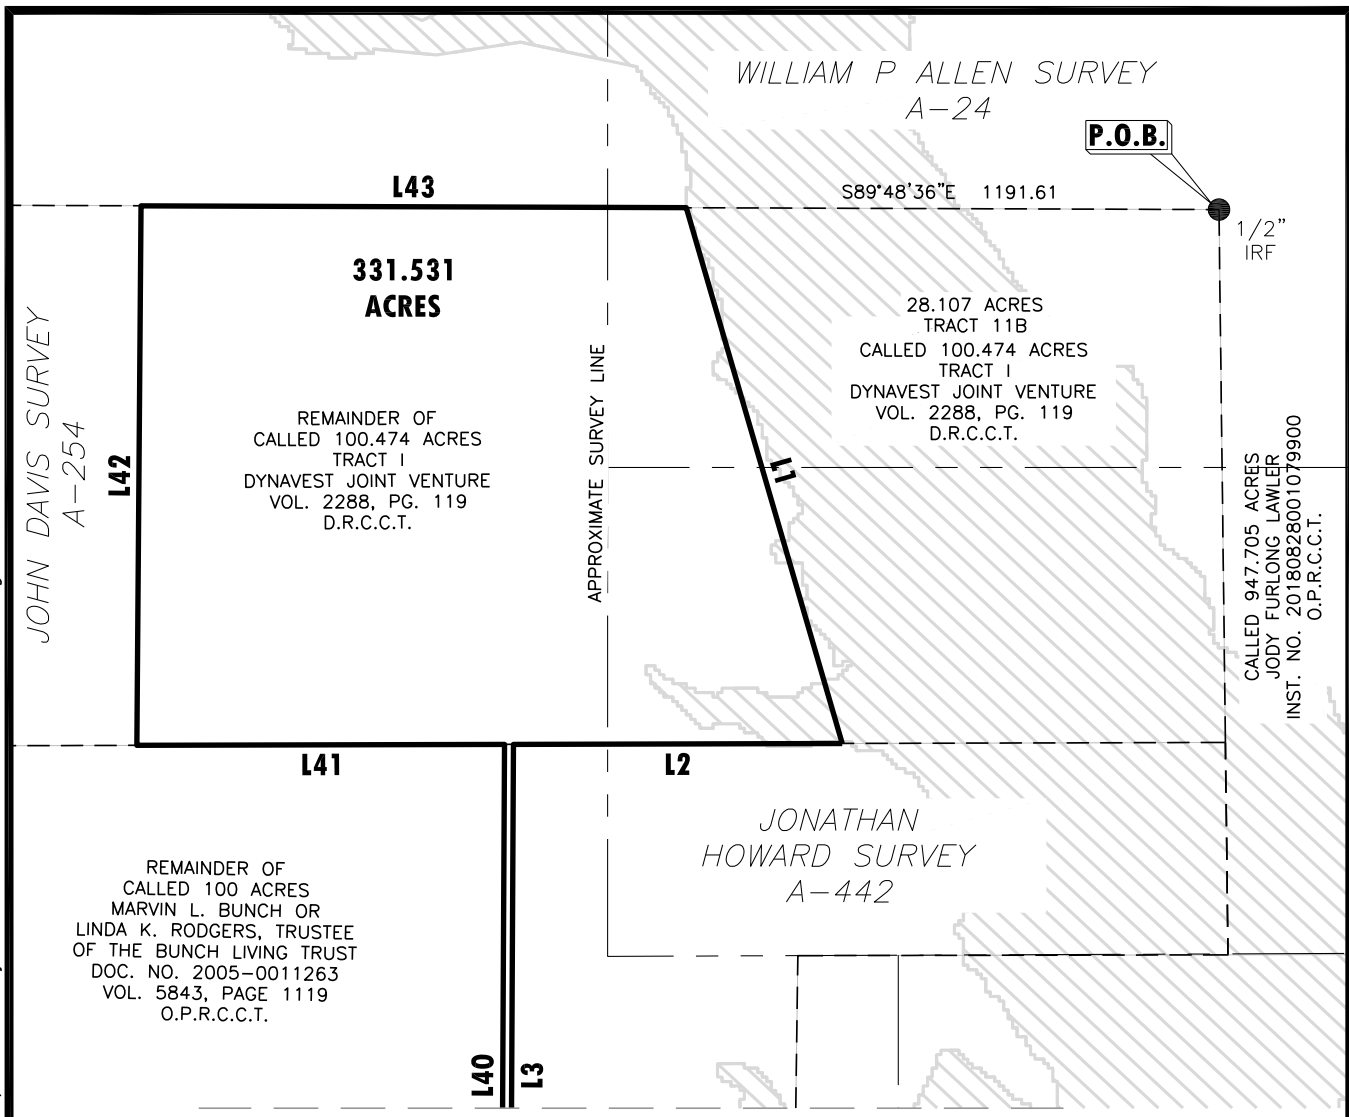 WILLIAM P ALLEN SURVEY
A-24
P.O.B.
L43
S89°48'36"E 1191.61
1/2"
IRF
331.531
ACRES
28.107 ACRES
TRACT 11B
CALLED 100.474 ACRES
TRACT I
DYNAVEST JOINT VENTURE
VOL. 2288, PG. 119
D.R.C.C.T.
JOHN DAVIS SURVEY
A-254
L42
REMAINDER OF
CALLED 100.474 ACRES
TRACT I
DYNAVEST JOINT VENTURE
VOL. 2288, PG. 119
D.R.C.C.T.
APPROXIMATE SURVEY LINE
L1
CALLED 947.705 ACRES
JODY FURLONG LAWLER
INST. NO. 20180828001079900
O.P.R.C.C.T.
L41
L2
JONATHAN
HOWARD SURVEY
A-442
REMAINDER OF
CALLED 100 ACRES
MARVIN L. BUNCH OR
LINDA K. RODGERS, TRUSTEE
OF THE BUNCH LIVING TRUST
DOC. NO. 2005-0011263
VOL. 5843, PAGE 1119
O.P.R.C.C.T.
L40
L3